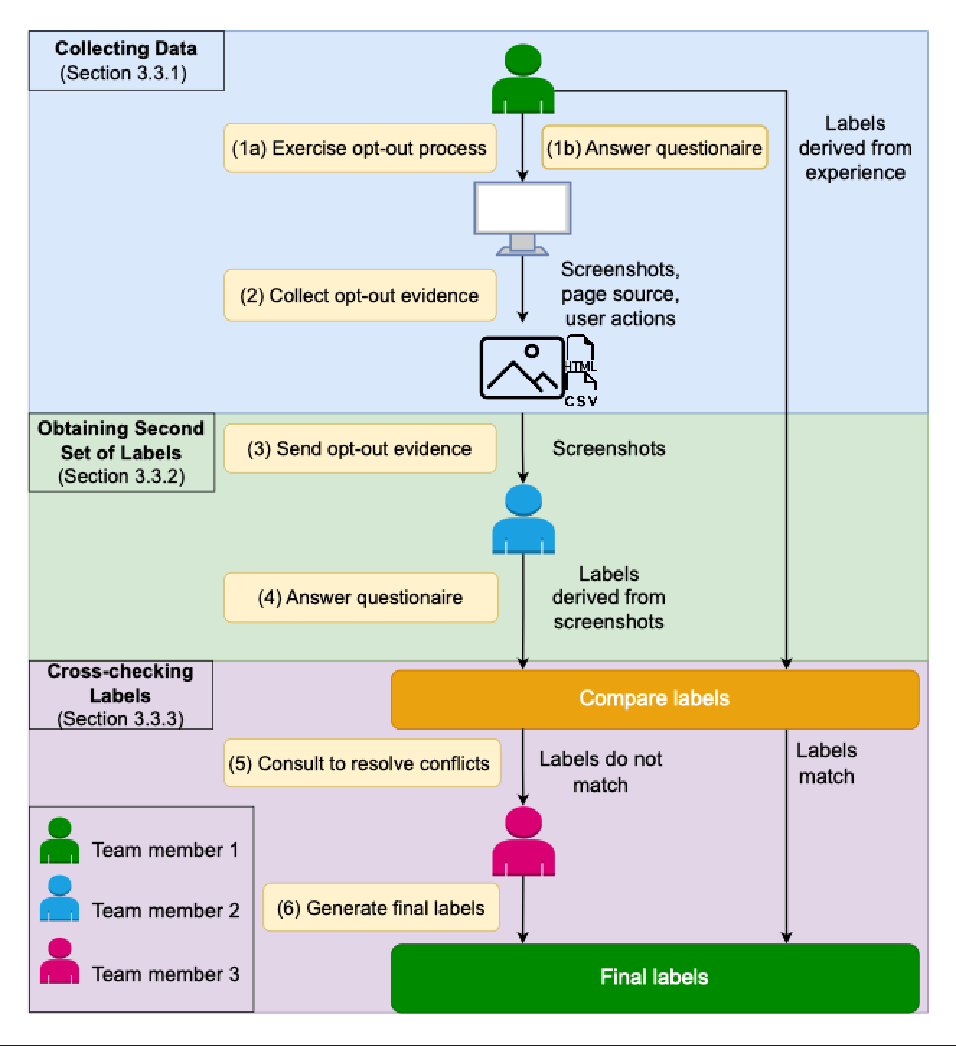 Collecting Data
(Section 3.3.1)
(1a) Exercise opt-out process
(1b) Answer questionaire
Labels
derived from
experience
(2) Collect opt-out evidence
Screenshots,
page source,
user actions
HTML
CSV
Obtaining Second
Set of Labels
(Section 3.3.2)
(3) Send opt-out evidence
Screenshots
(4) Answer questionaire
Labels
derived from
screenshots
Cross-checking
Labels
(Section 3.3.3)
Compare labels
(5) Consult to resolve conflicts
Labels do not
match
Labels
match
Team member 1
Team member 2
Team member 3
(6) Generate final labels
Final labels